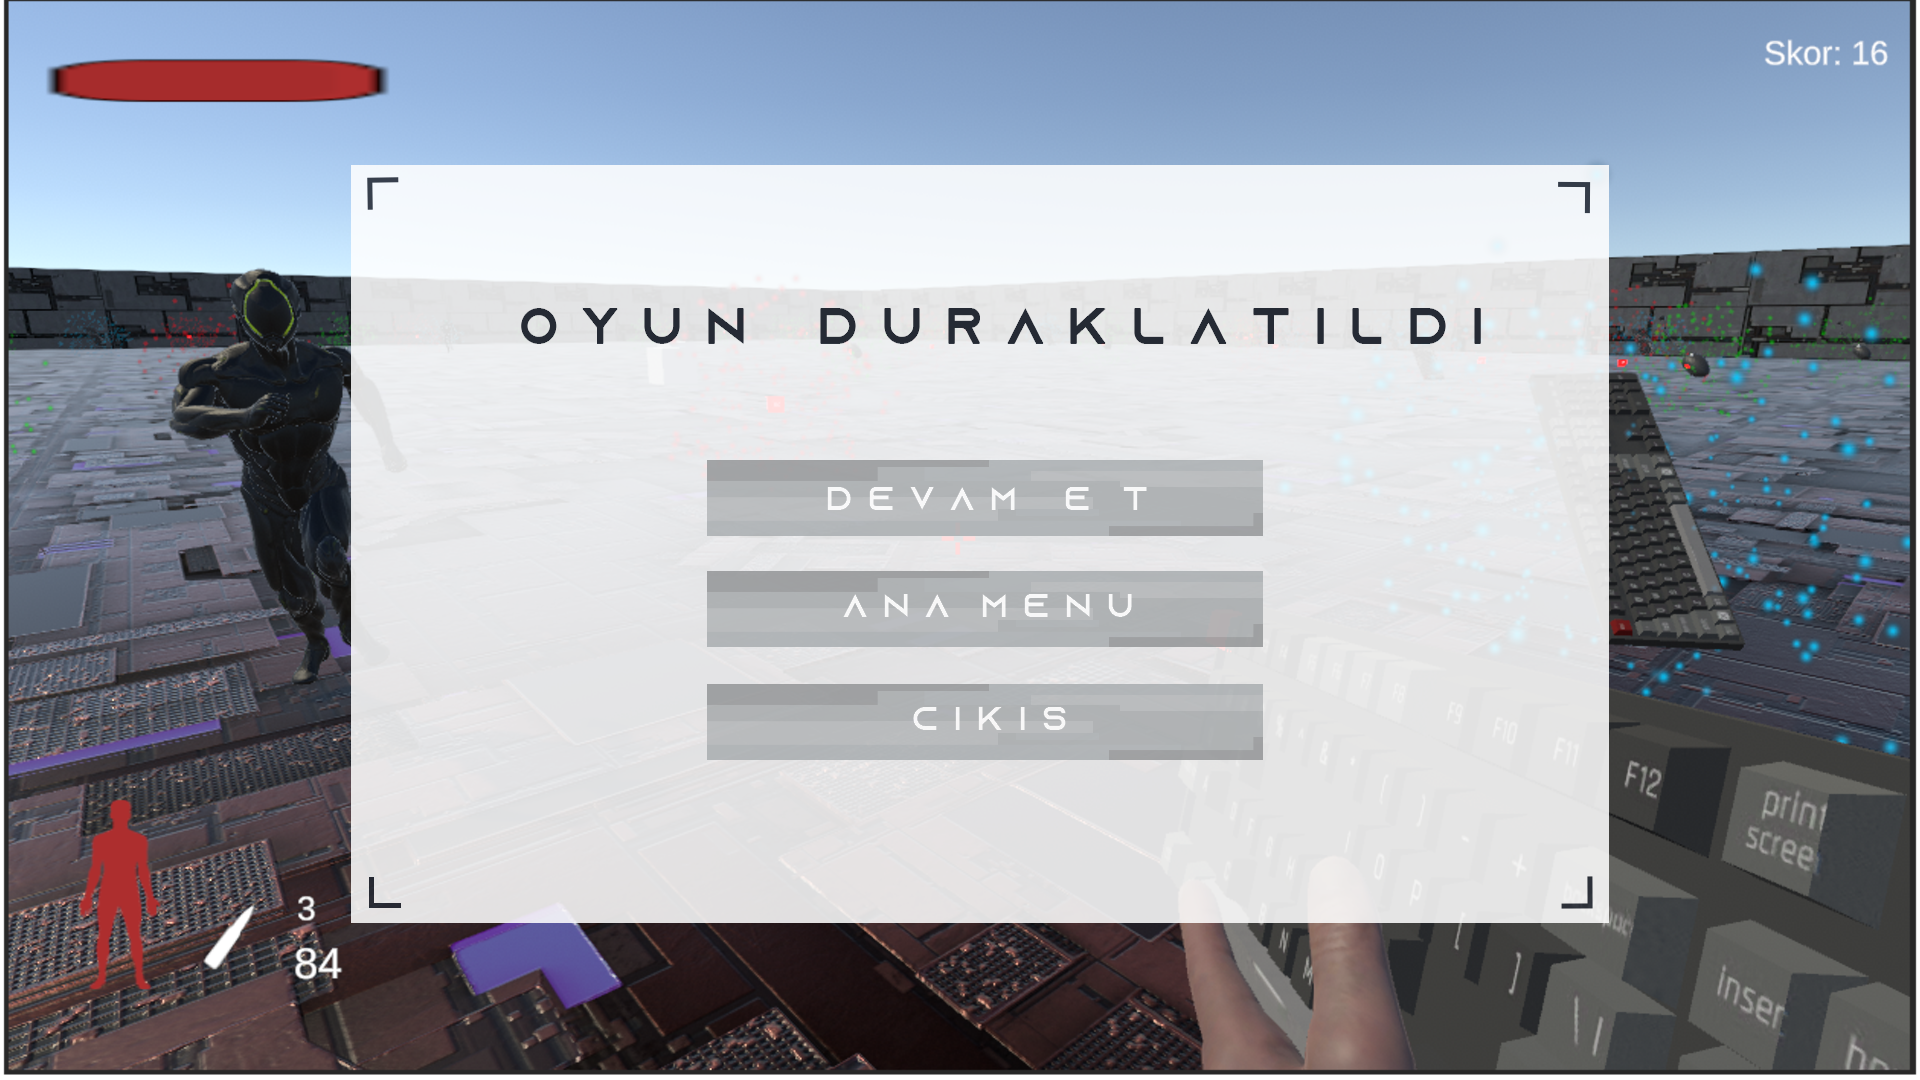 Skor: 16
OYUN DURAKLATILDI
DEVAM ET
ANA MENU
CIKIS
F9 F10 F11 F12
print
scree
inser
3
84